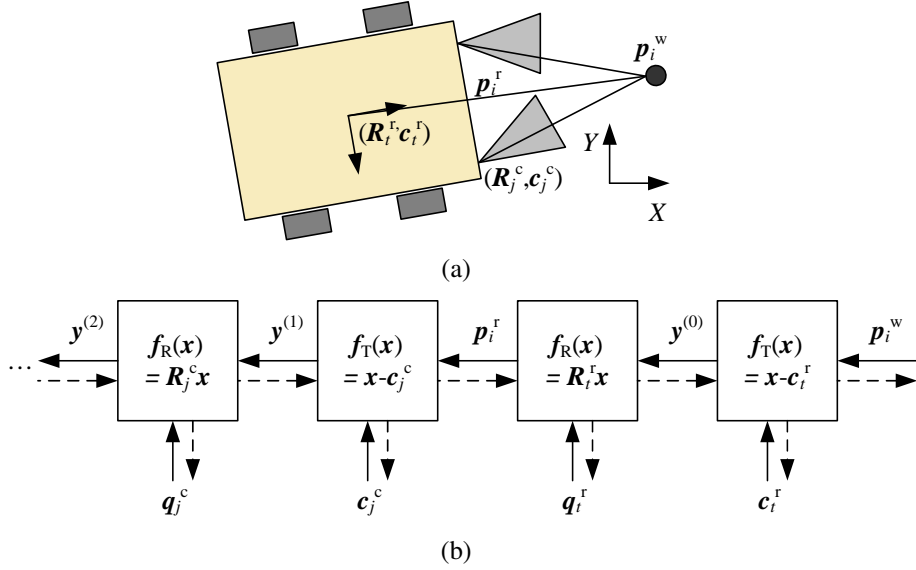 p_i^w
p_i^r
(R_t^r, c_t^r)
(R_j^c, c_j^c)
Y
X
(a)
y^(2) y^(1) p_i^r y^(0) p_i^w
... f_R(x) f_T(x) f_R(x) f_T(x)
= R_j^c x = x-c_j^c = R_t^r x = x-c_t^r
q_j^c c_j^c q_t^r c_t^r
(b)